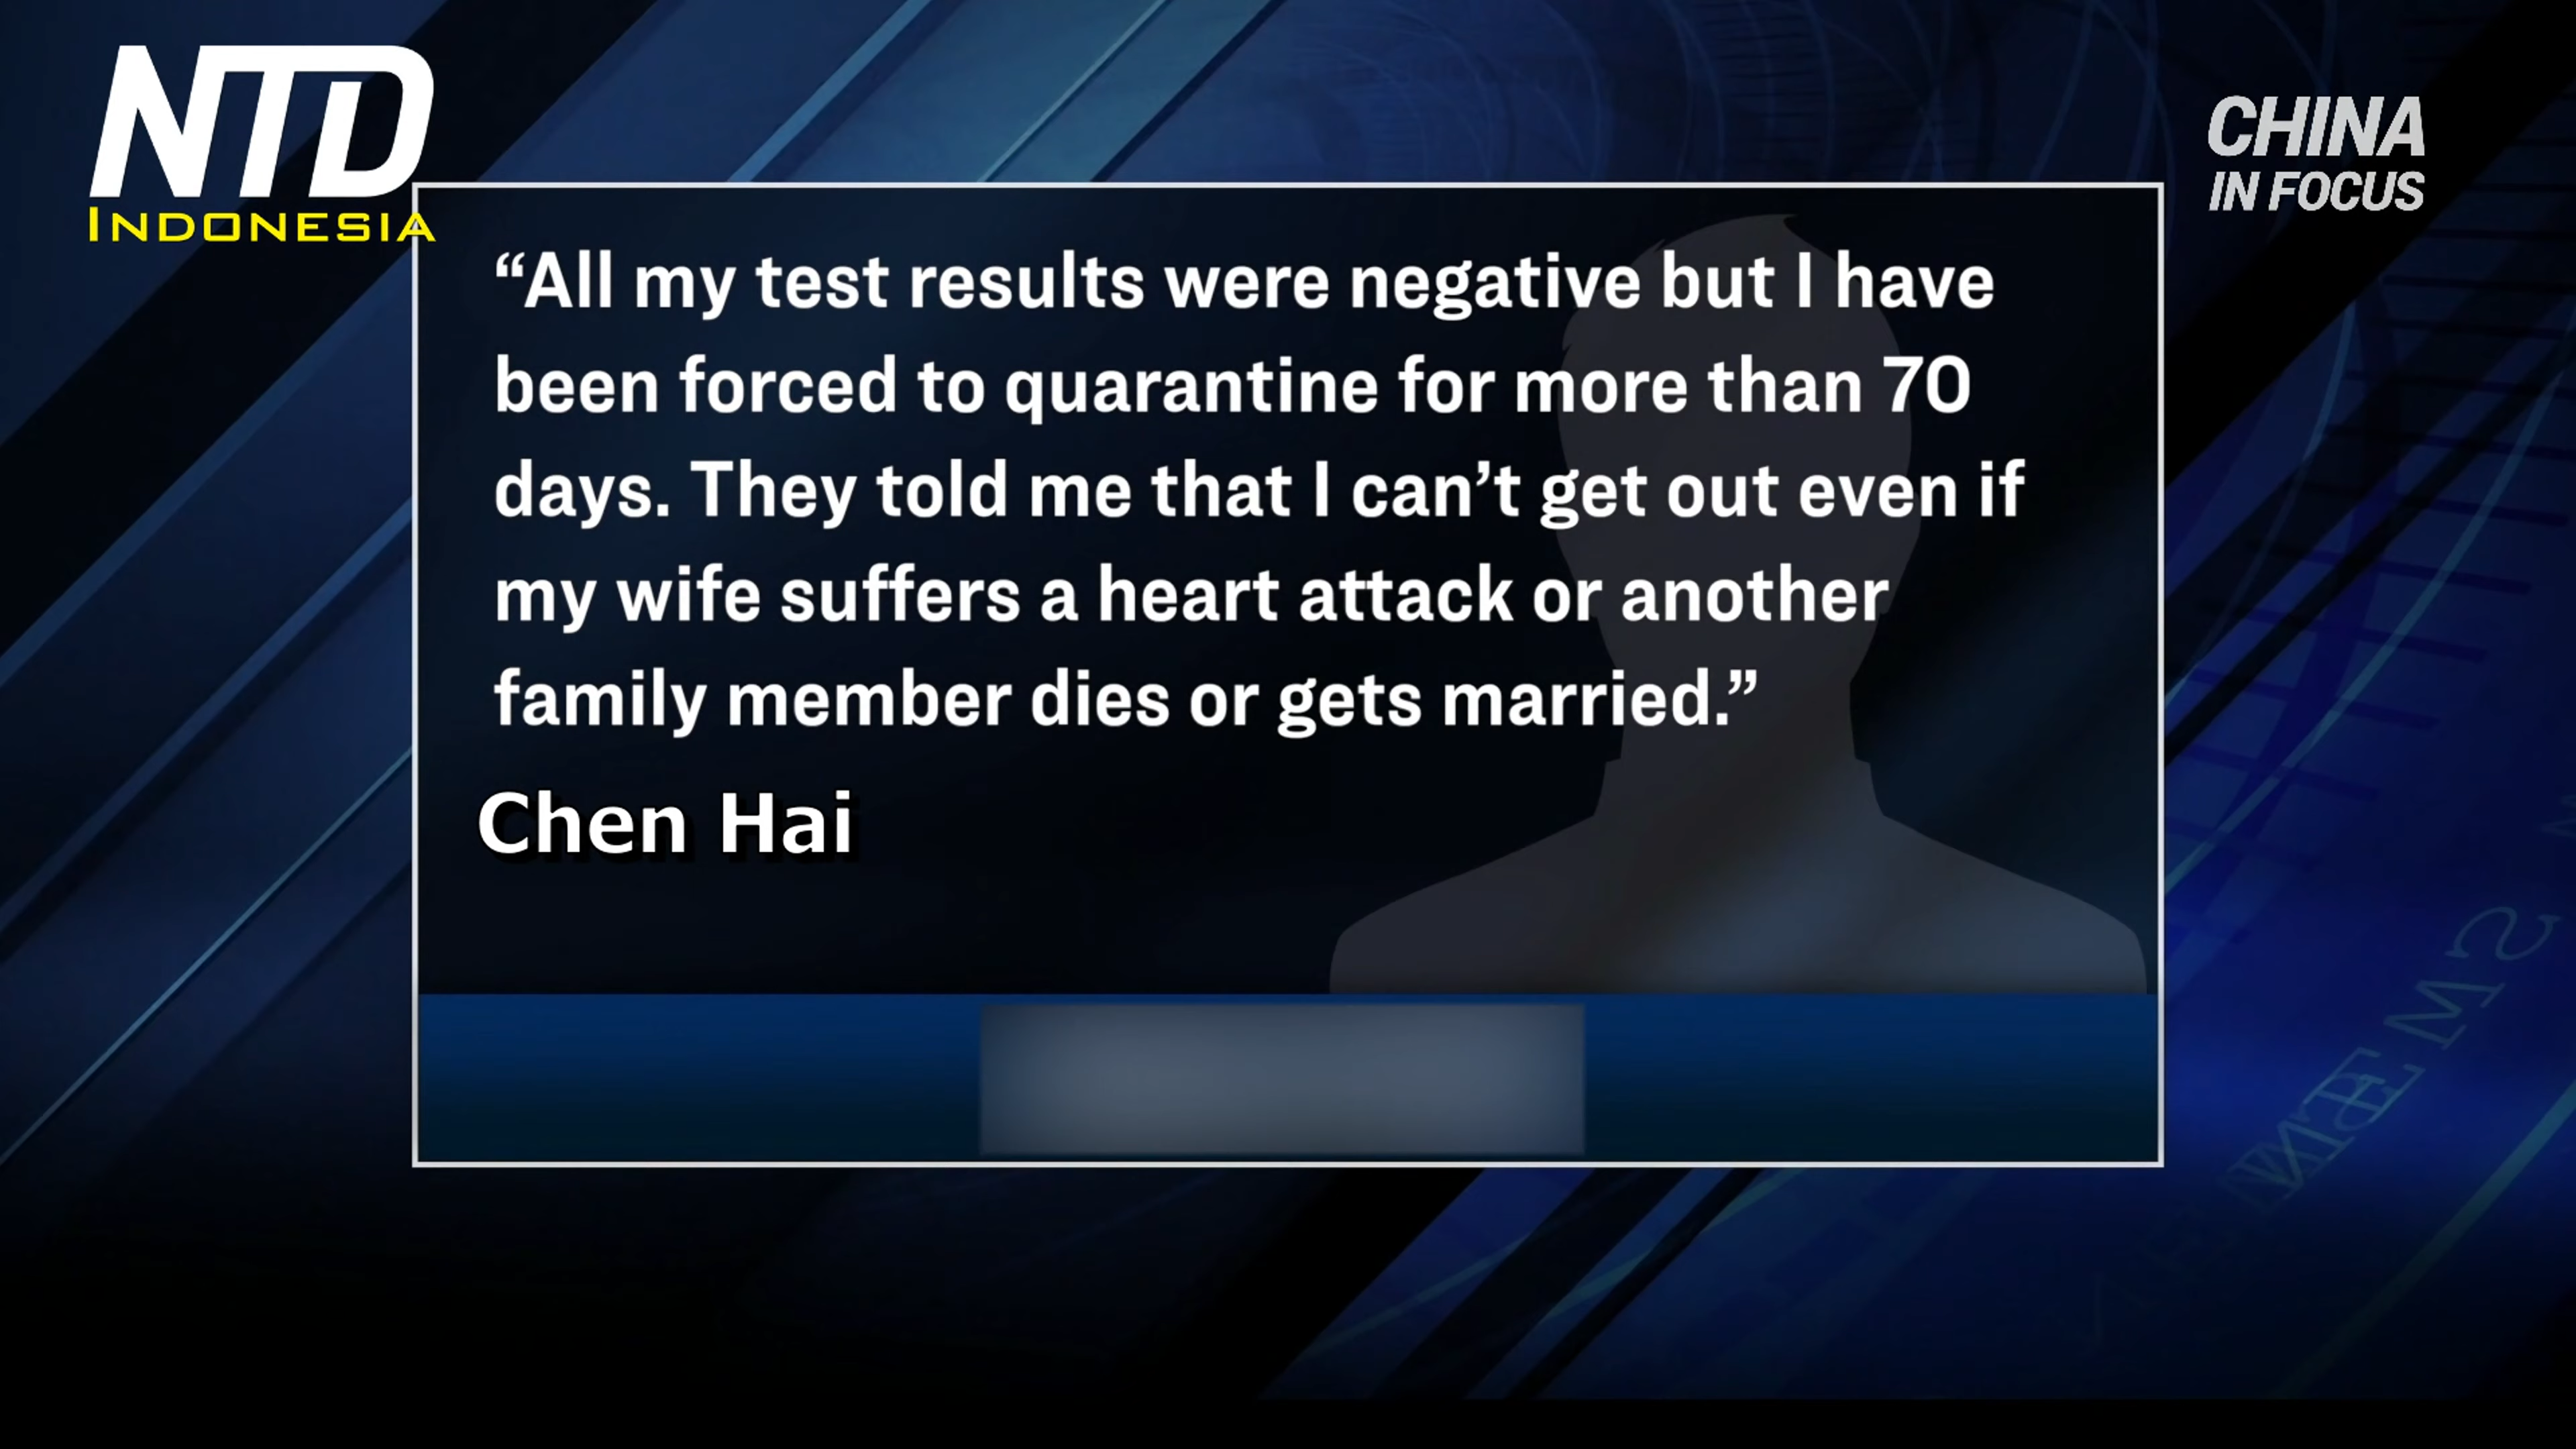 NTD
INDONESIA
CHINA
IN FOCUS
“All my test results were negative but I have
been forced to quarantine for more than 70
days. They told me that I can’t get out even if
my wife suffers a heart attack or another
family member dies or gets married.”
Chen Hai